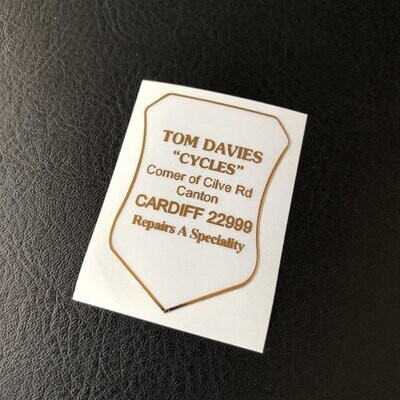 TOM DAVIES
"CYCLES"
Corner of Cilve Rd
Canton
CARDIFF 22999
Repairs A Speciality